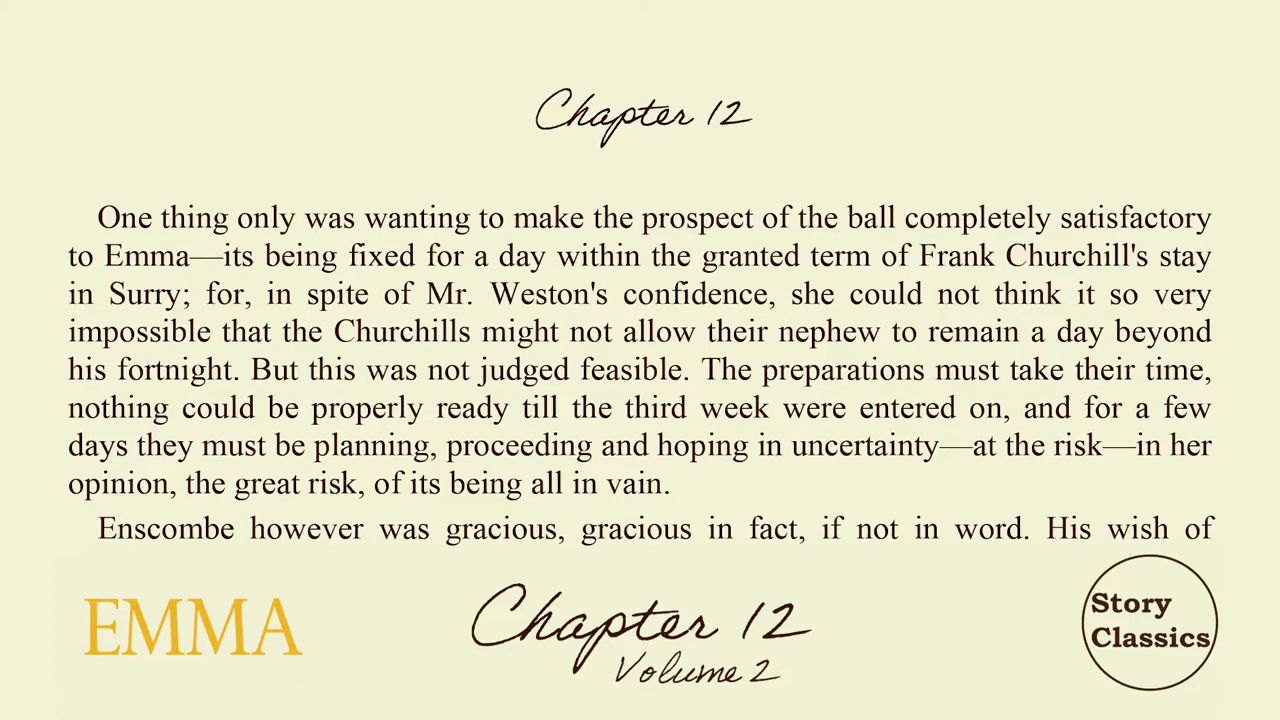 Chapter 12
One thing only was wanting to make the prospect of the ball completely satisfactory
to Emma—its being fixed for a day within the granted term of Frank Churchill's stay
in Surry; for, in spite of Mr. Weston's confidence, she could not think it so very
impossible that the Churchills might not allow their nephew to remain a day beyond
his fortnight. But this was not judged feasible. The preparations must take their time,
nothing could be properly ready till the third week were entered on, and for a few
days they must be planning, proceeding and hoping in uncertainty—at the risk—in her
opinion, the great risk, of its being all in vain.
Enscombe however was gracious, gracious in fact, if not in word. His wish of
EMMA
Chapter 12
Volume 2
Story
Classics